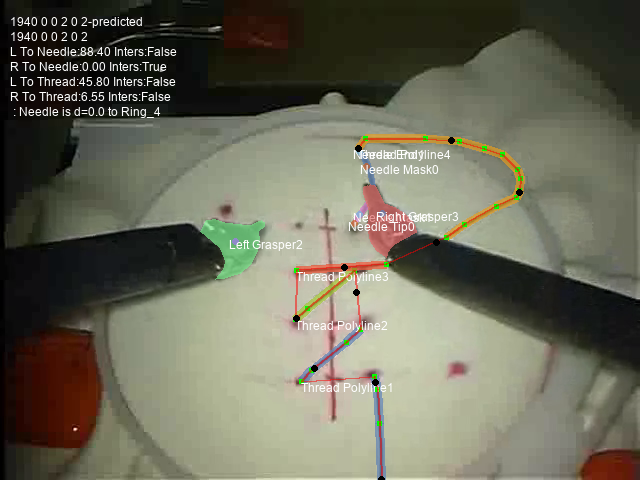 1940 0 0 2 0 2-predicted
1940 0 0 2 0 2
L To Needle:88.40 Inters:False
R To Needle:0.00 Inters:True
L To Thread:45.80 Inters:False
R To Thread:6.55 Inters:False
: Needle is d=0.0 to Ring_4
Polyline4
Needle Mask0
Right Grasper3
Needle Tip0
Left Grasper2
Thread Polyline3
Thread Polyline2
Thread Polyline1